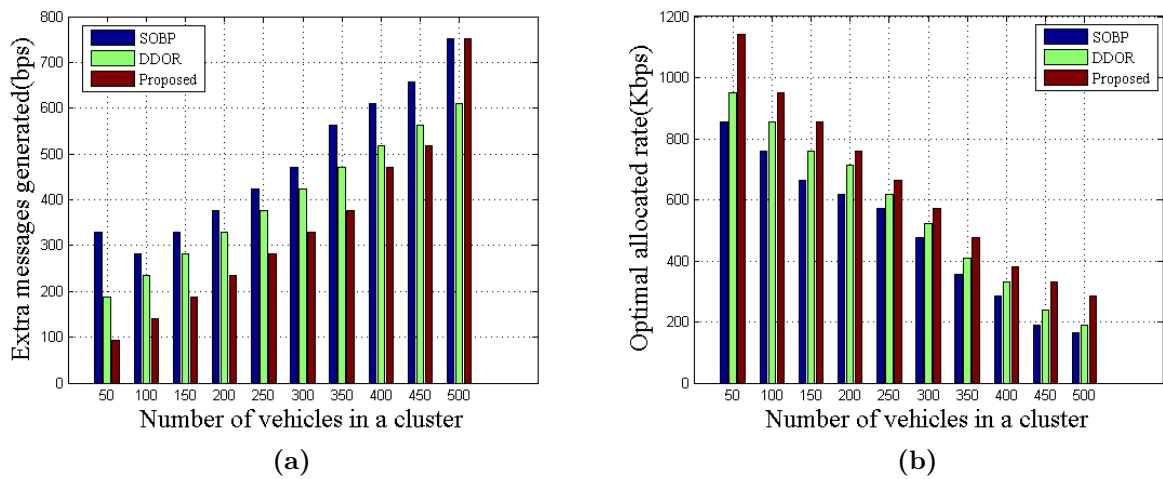 800
700
600
500
400
300
200
100
0
Extra messages generated(bps)
SOBP
DDOR
Proposed
50 100 150 200 250 300 350 400 450 500
Number of vehicles in a cluster
(a)
1200
1000
800
600
400
200
0
Optimal allocated rate(Kbps)
SOBP
DDOR
Proposed
50 100 150 200 250 300 350 400 450 500
Number of vehicles in a cluster
(b)